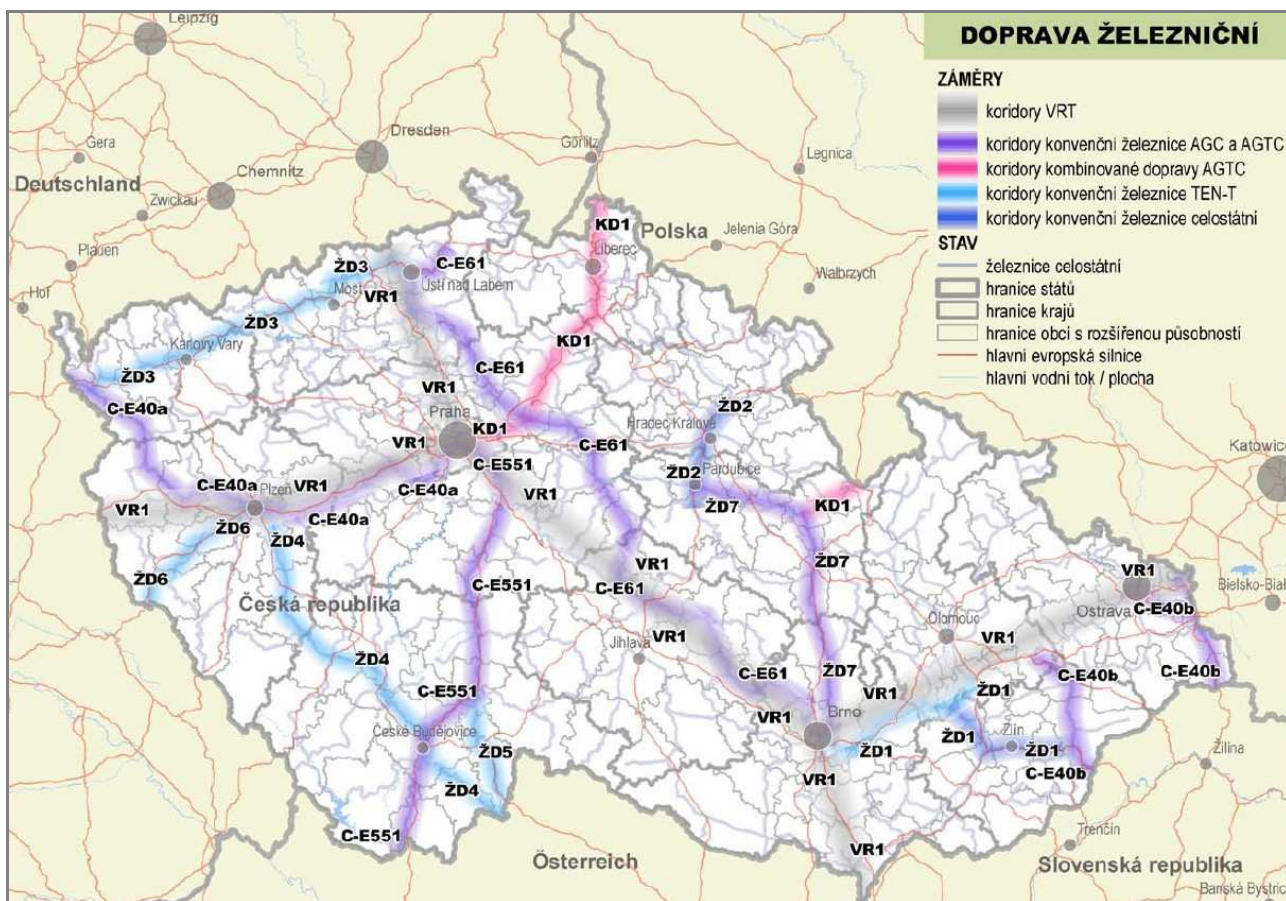 DOPRAVA ŽELEZNIČNÍ
ZÁMĚRY
koridory VRT
koridory konvenční železnice AGC a AGTC
koridory kombinované dopravy AGTC
koridory konvenční železnice TEN-T
koridory konvenční železnice celostátní
STAV
železnice celostátní
hranice států
hranice krajů
hranice obcí s rozšířenou působností
hlavní evropská silnice
hlavní vodní tok / plocha
Leipzig
Dresden
Görlitz
Legnica
Gera
Chemnitz
Deutschland
Zwickau
Plauen
Hof
Polska
Jelenia Góra
Wałbrzych
KD1
Liberec
C-E61
ŽD3
Ústí nad Labem
VR1
Most
ŽD3
KD1
Karlovy Vary
ŽD3
C-E61
VR1
C-E40a
Praha
KD1
VR1
C-E61
ŽD2
Hradec Králové
Katowice
C-E551
ŽD2
Pardubice
C-E40a
VR1
C-E40a
VR1
ŽD7
KD1
Plzeň
VR1
C-E40a
ŽD6
ŽD4
ŽD6
VR1
ŽD7
VR1
C-E551
C-E61
Bielsko-Biał
Česká republika
Ostrava
C-E40b
Olomouc
VR1
VR1
Jihlava
ŽD4
C-E61
ŽD7
C-E40b
C-E40b
C-E551
VR1
ŽD1
VR1
Brno
České Budějovice
ŽD5
ŽD1
ŽD1
Zlín
ŽD1
VR1
C-E40b
Žilina
ŽD4
C-E551
VR1
Trenčín
Österreich
Slovenská republika
Banská Bystric